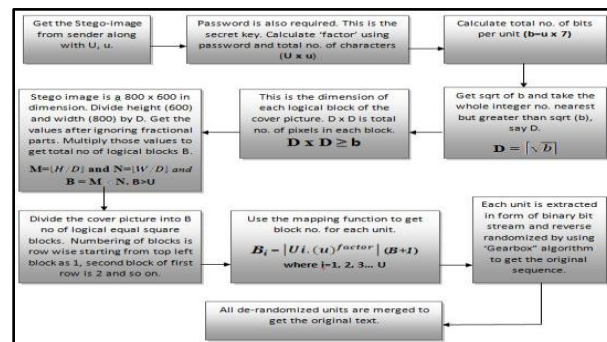 Get the Stego-image
from sender along
with U, u.
Password is also required. This is the
secret key. Calculate 'factor' using
password and total no. of characters
(U x u)
Calculate total no. of bits
per unit (b=u x 7)
Get sqrt of b and take the
whole integer no. nearest
but greater than sqrt (b),
say D.
D = ⌈√b⌉
This is the dimension of
each logical block of the
cover picture. D x D is total
no. of pixels in each block.
D x D ≥ b
Stego image is a 800 x 600 in
dimension. Divide height (600)
and width (800) by D. Get the
values after ignoring fractional
parts. Multiply those values to
get total no of logical blocks B.
M=⌊H/D⌋ and N=⌊W/D⌋ and
B = M N, B>U
Divide the cover picture into B
no of logical equal square
blocks. Numbering of blocks is
row wise starting from top left
block as 1, second block of first
row is 2 and so on.
Use the mapping function to get
block no. for each unit.
Bi = |Ui. (u)^factor| (B+1)
where i=1, 2, 3... U
Each unit is extracted
in form of binary bit
stream and reverse
randomized by using
"Gearbox" algorithm
to get the original
sequence.
All de-randomized units are merged to
get the original text.